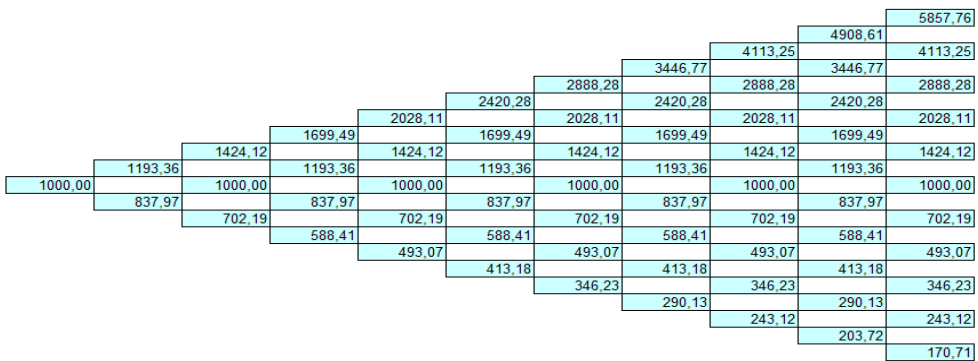 5857,76
4908,61
4113,25 4113,25
3446,77 3446,77
2888,28 2888,28 2888,28
2420,28 2420,28 2420,28
2028,11 2028,11 2028,11 2028,11
1699,49 1699,49 1699,49 1699,49
1424,12 1424,12 1424,12 1424,12 1424,12
1193,36 1193,36 1193,36 1193,36 1193,36
1000,00 1000,00 1000,00 1000,00 1000,00 1000,00
837,97 837,97 837,97 837,97 837,97
702,19 702,19 702,19 702,19 702,19
588,41 588,41 588,41 588,41
493,07 493,07 493,07 493,07
413,18 413,18 413,18
346,23 346,23 346,23
290,13 290,13
243,12 243,12
203,72
170,71